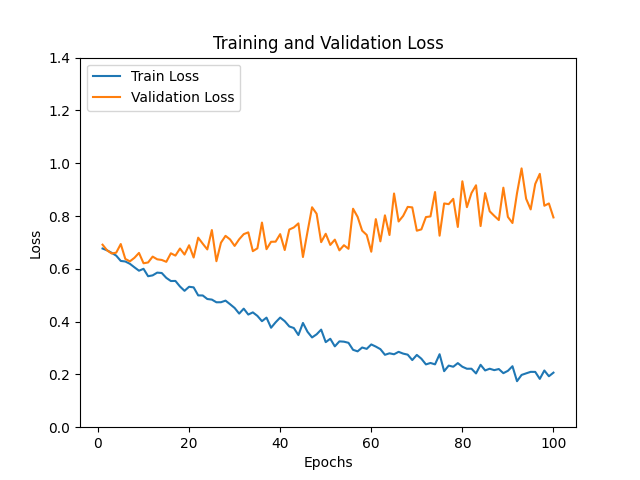 Training and Validation Loss
1.4
1.2
1.0
0.8
0.6
0.4
0.2
0.0
Loss
Train Loss
Validation Loss
0 20 40 60 80 100
Epochs